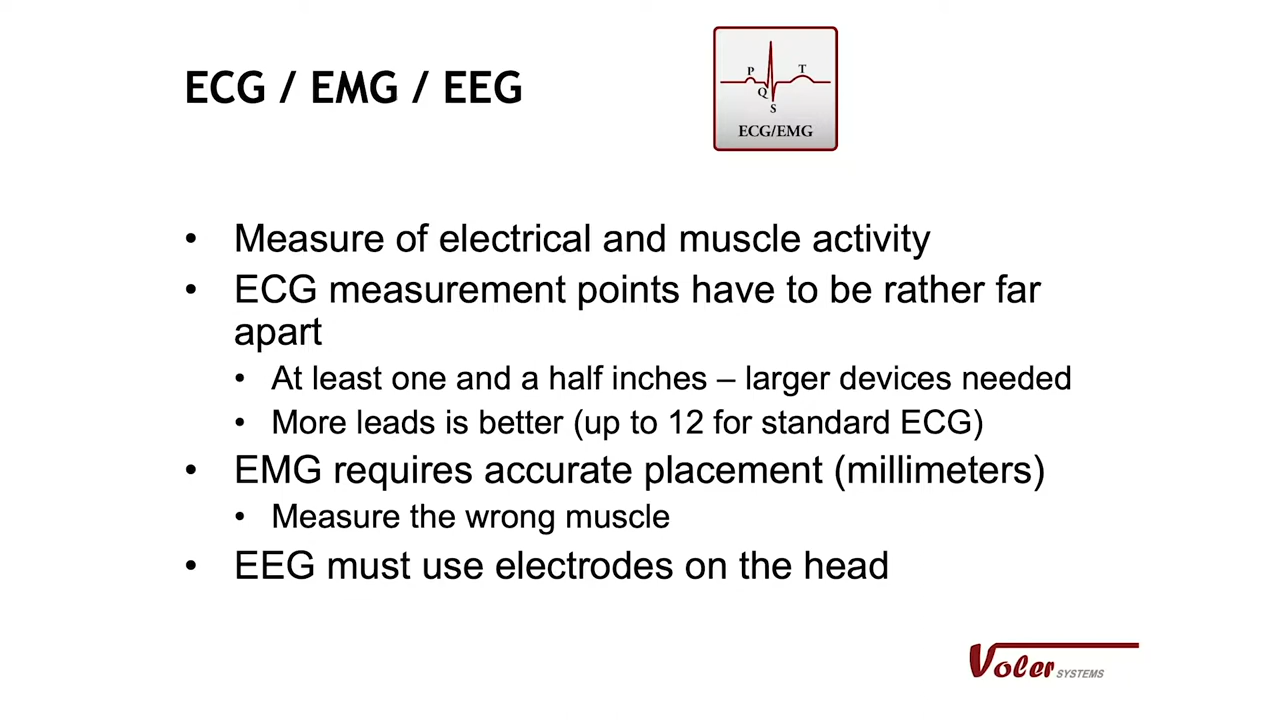 ECG / EMG / EEG
P
T
Q
S
ECG/EMG
• Measure of electrical and muscle activity
• ECG measurement points have to be rather far
apart
• At least one and a half inches – larger devices needed
• More leads is better (up to 12 for standard ECG)
• EMG requires accurate placement (millimeters)
• Measure the wrong muscle
• EEG must use electrodes on the head
Voler SYSTEMS